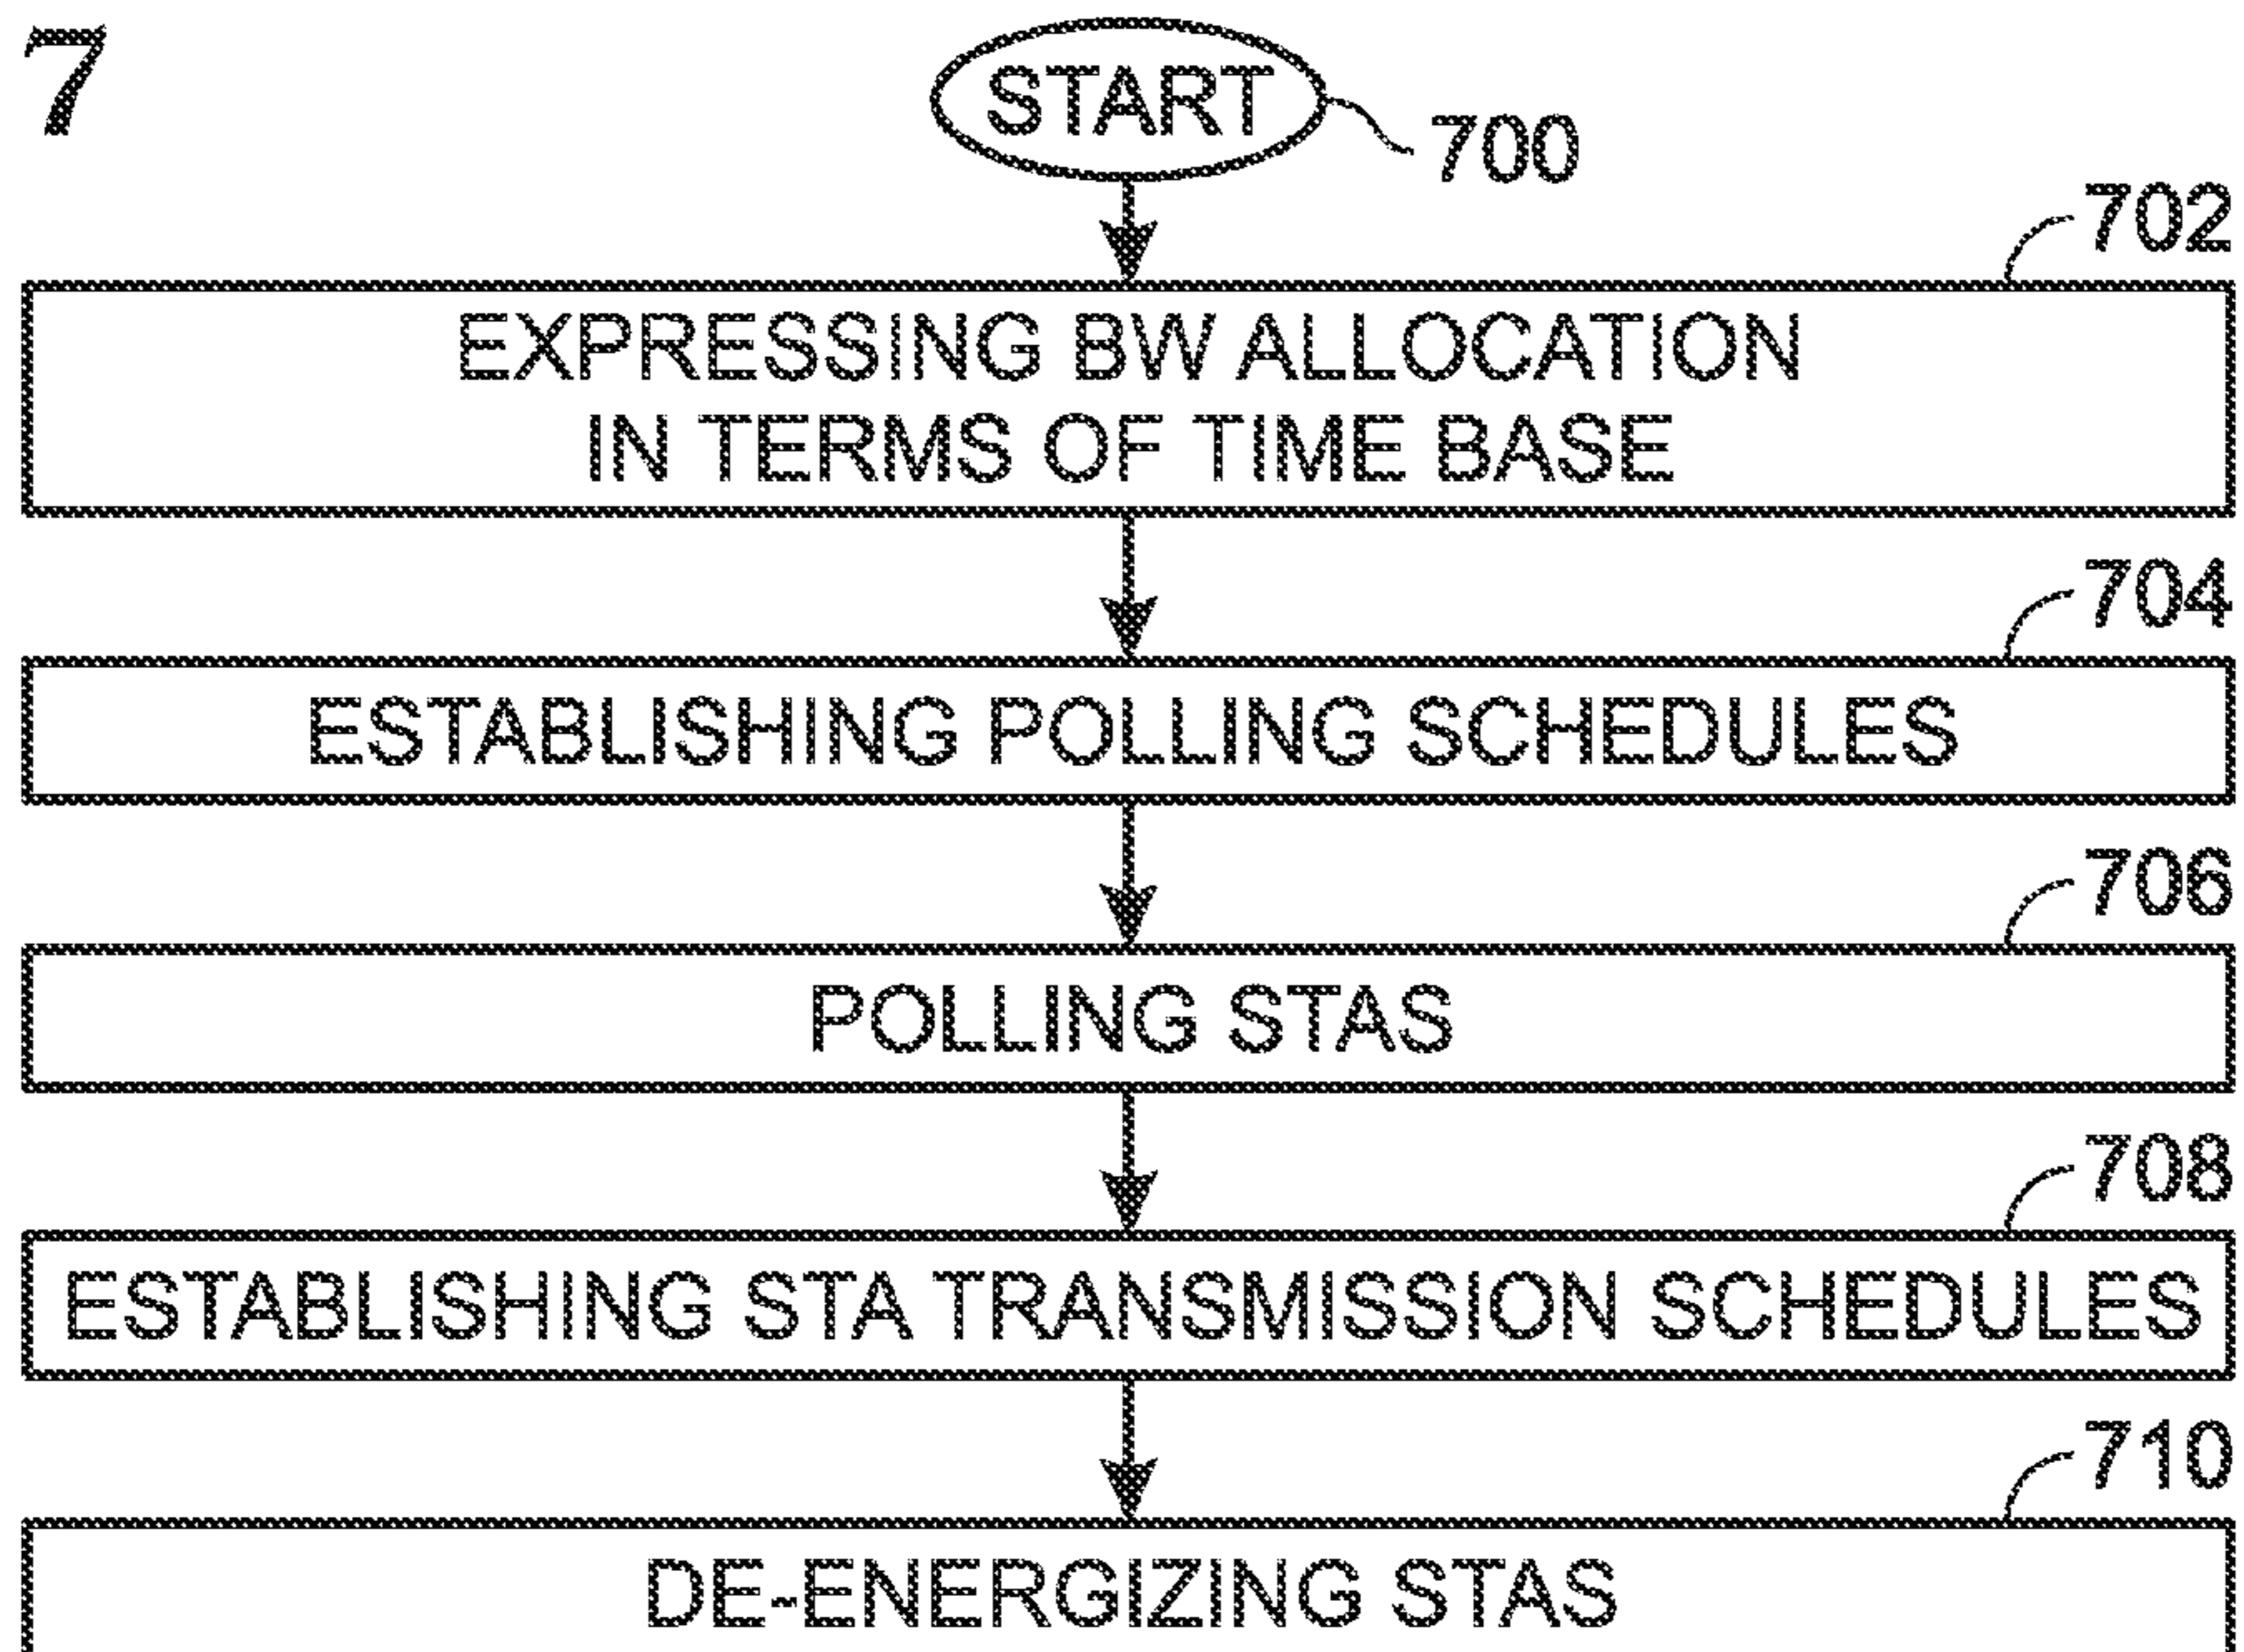 7
START
700
702
EXPRESSING BW ALLOCATION
IN TERMS OF TIME BASE
704
ESTABLISHING POLLING SCHEDULES
706
POLLING STAS
708
ESTABLISHING STA TRANSMISSION SCHEDULES
710
DE-ENERGIZING STAS